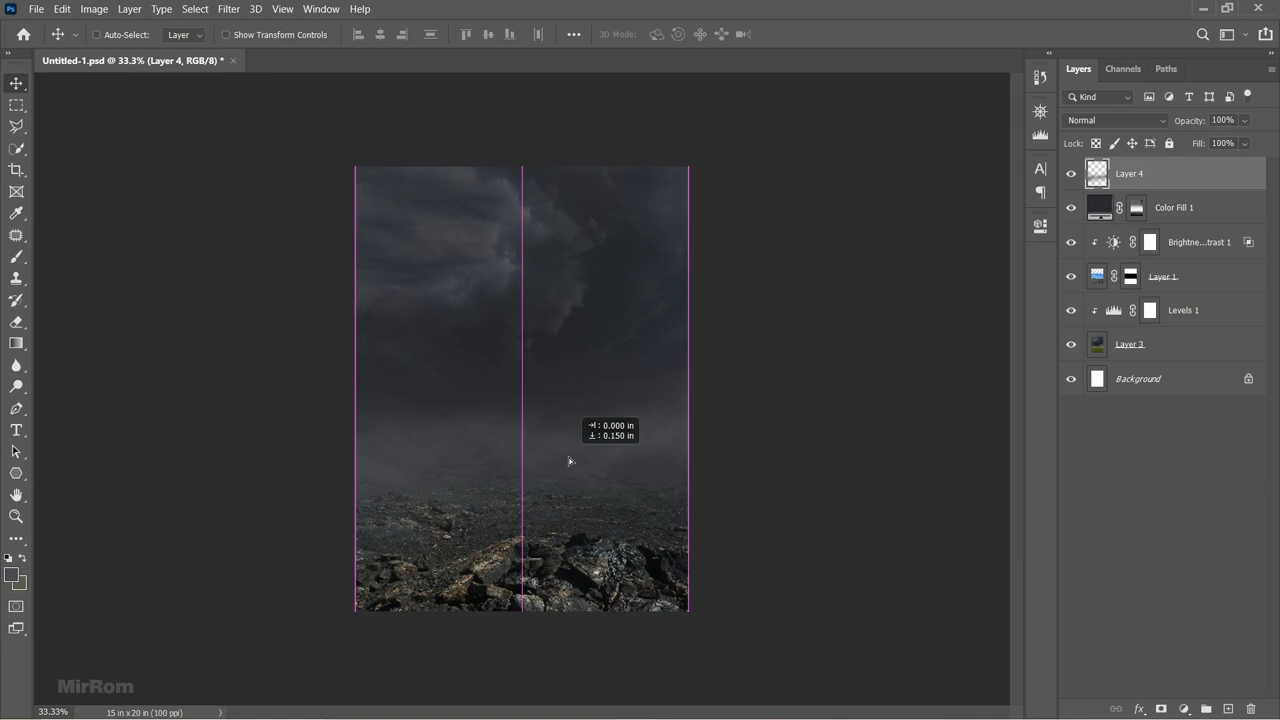 Ps File Edit Image Layer Type Select Filter 3D View Window Help
Auto-Select: Layer Show Transform Controls ••• 3D Mode:
Untitled-1.psd @ 33.3% (Layer 4, RGB/8) * ×
Layers Channels Paths
Kind
Normal Opacity: 100%
Lock: Fill: 100%
Layer 4
Color Fill 1
Brightne...trast 1
Layer 1
Levels 1
Layer 3
Background
: 0.000 in
: 0.150 in
MirRom
33.33% 15 in x 20 in (100 ppi)